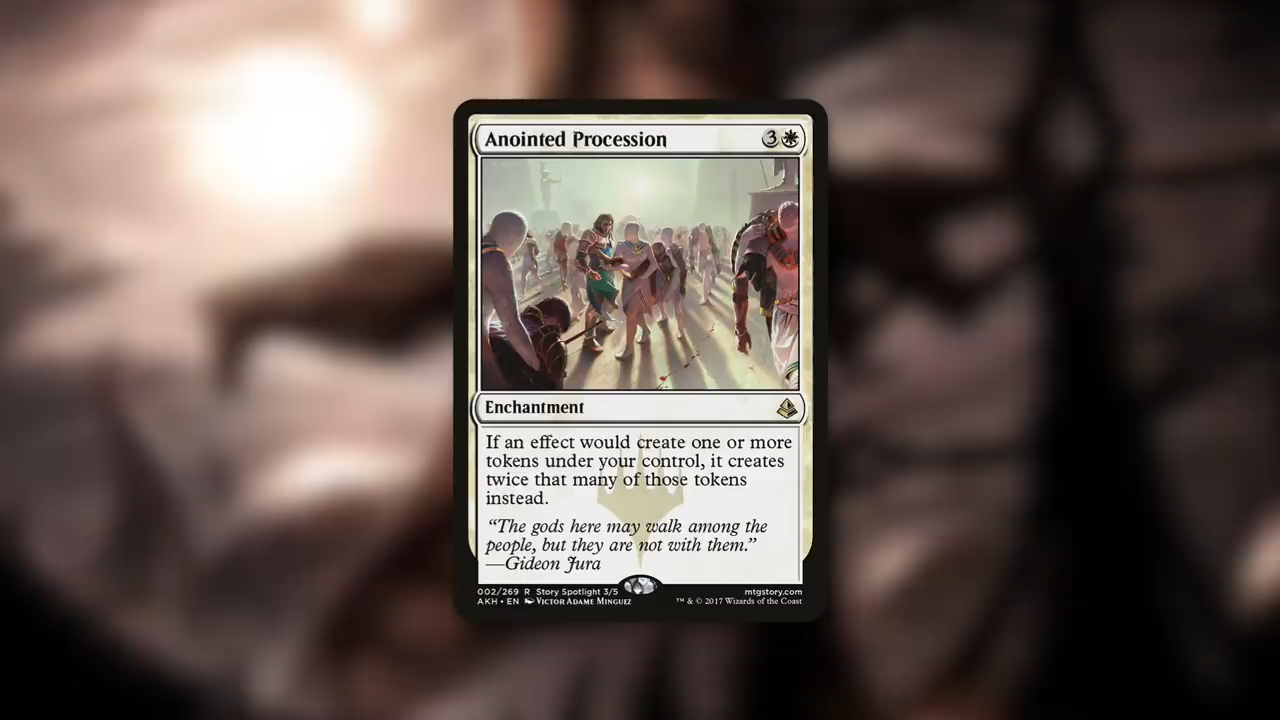 Anointed Procession 3
Enchantment
If an effect would create one or more
tokens under your control, it creates
twice that many of those tokens
instead.
“The gods here may walk among the
people, but they are not with them.”
—Gideon Jura
002/269 R Story Spotlight 3/5 mtgstory.com
AKH • EN Victor Adame Minguez ™ & © 2017 Wizards of the Coast